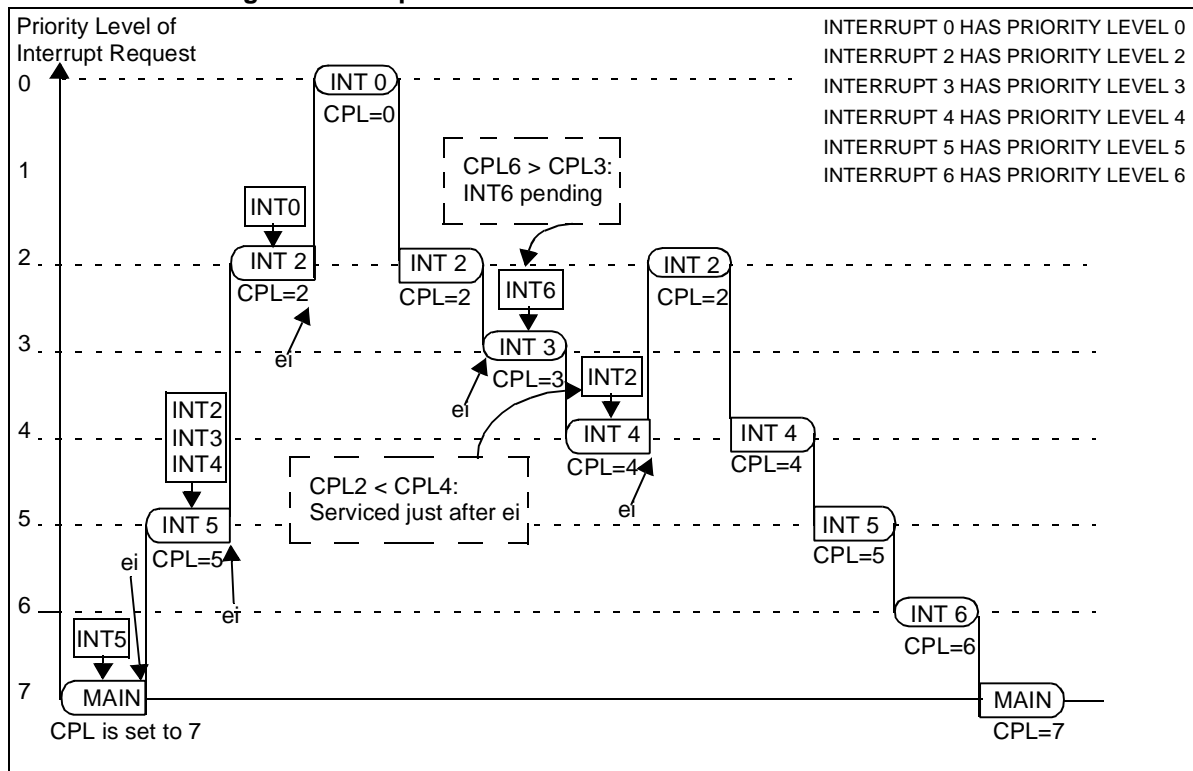 Priority Level of
Interrupt Request
INTERRUPT 0 HAS PRIORITY LEVEL 0
INTERRUPT 2 HAS PRIORITY LEVEL 2
INTERRUPT 3 HAS PRIORITY LEVEL 3
INTERRUPT 4 HAS PRIORITY LEVEL 4
INTERRUPT 5 HAS PRIORITY LEVEL 5
INTERRUPT 6 HAS PRIORITY LEVEL 6
0
INT 0
CPL=0
1
CPL6 > CPL3:
INT6 pending
INT0
2
INT 2
CPL=2
INT 2
CPL=2
INT 2
CPL=2
INT6
ei
3
INT 3
CPL=3
ei
INT2
INT2
INT3
INT4
4
INT 4
CPL=4
INT 4
CPL=4
CPL2 < CPL4:
Serviced just after ei
ei
5
INT 5
CPL=5
INT 5
CPL=5
ei
ei
6
INT 6
CPL=6
INT5
7
MAIN
MAIN
CPL is set to 7
CPL=7